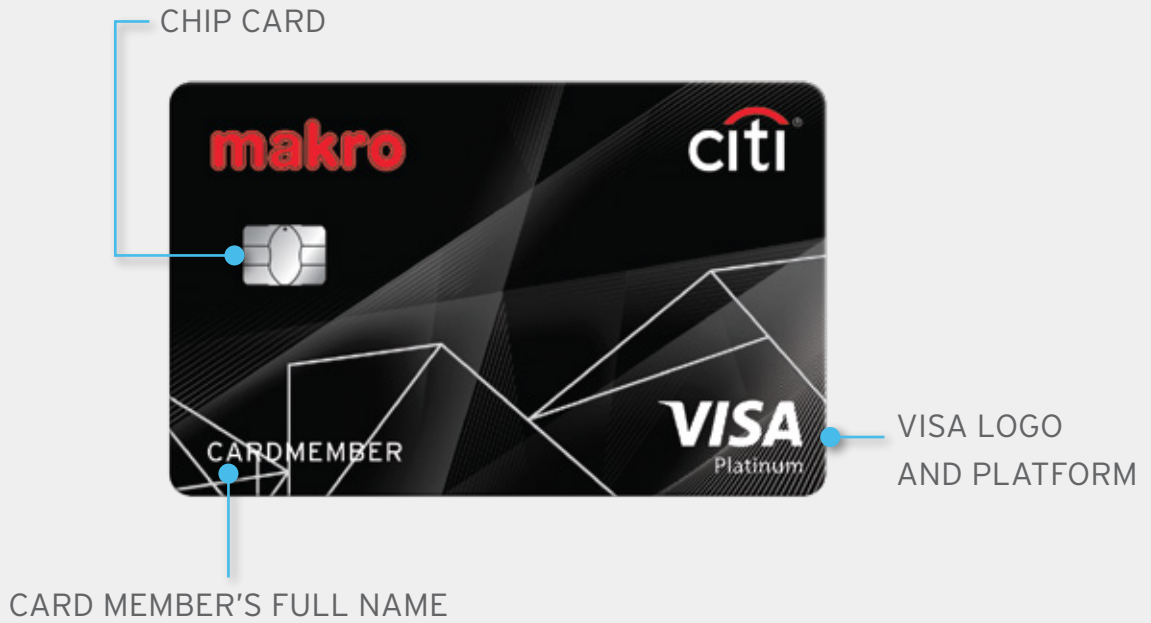 CHIP CARD
makro
citi®
CARDMEMBER
VISA
Platinum
VISA LOGO
AND PLATFORM
CARD MEMBER'S FULL NAME